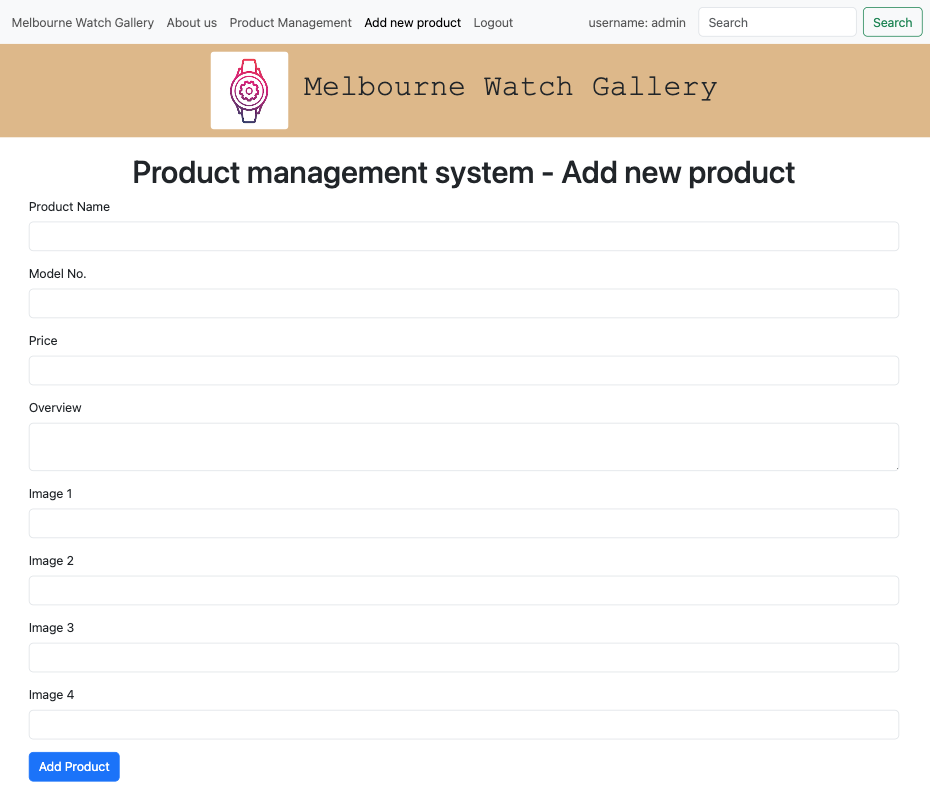 Melbourne Watch Gallery About us Product Management Add new product Logout username: admin Search Search
Melbourne Watch Gallery
Product management system - Add new product
Product Name
Model No.
Price
Overview
Image 1
Image 2
Image 3
Image 4
Add Product